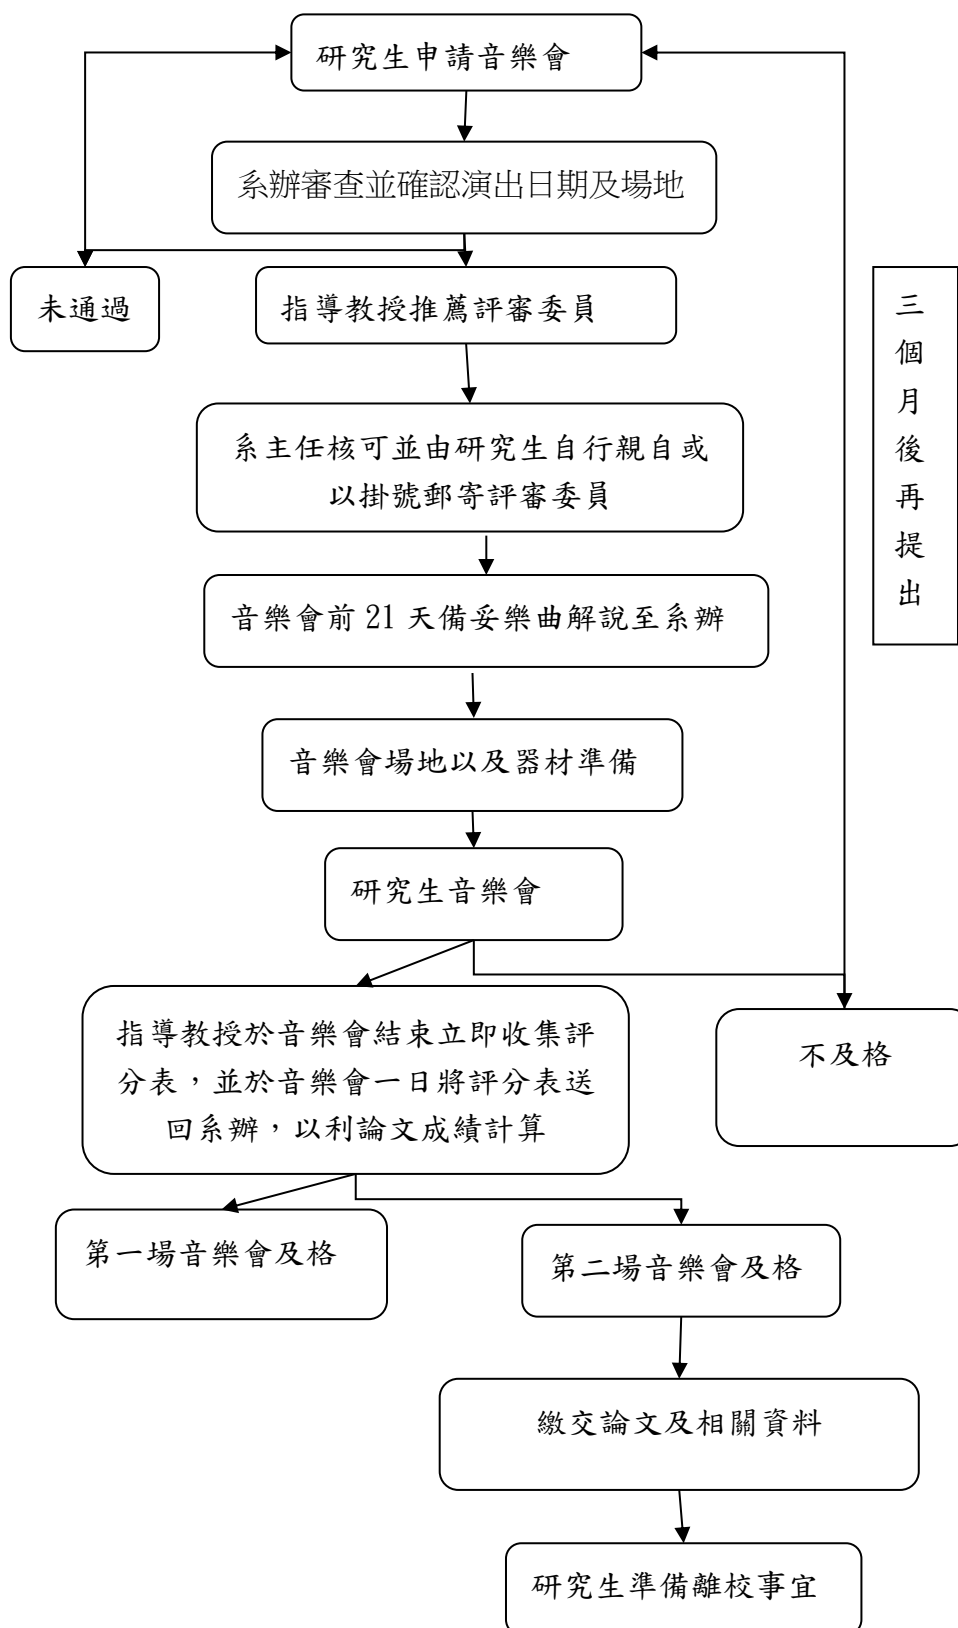 研究生申請音樂會
系辦審查並確認演出日期及場地
未通過
指導教授推薦評審委員
三
個
月
後
再
提
出
系主任核可並由研究生自行親自或
以掛號郵寄評審委員
音樂會前 21 天備妥樂曲解說至系辦
音樂會場地以及器材準備
研究生音樂會
指導教授於音樂會結束立即收集評
分表，並於音樂會一日將評分表送
回系辦，以利論文成績計算
不及格
第一場音樂會及格
第二場音樂會及格
繳交論文及相關資料
研究生準備離校事宜